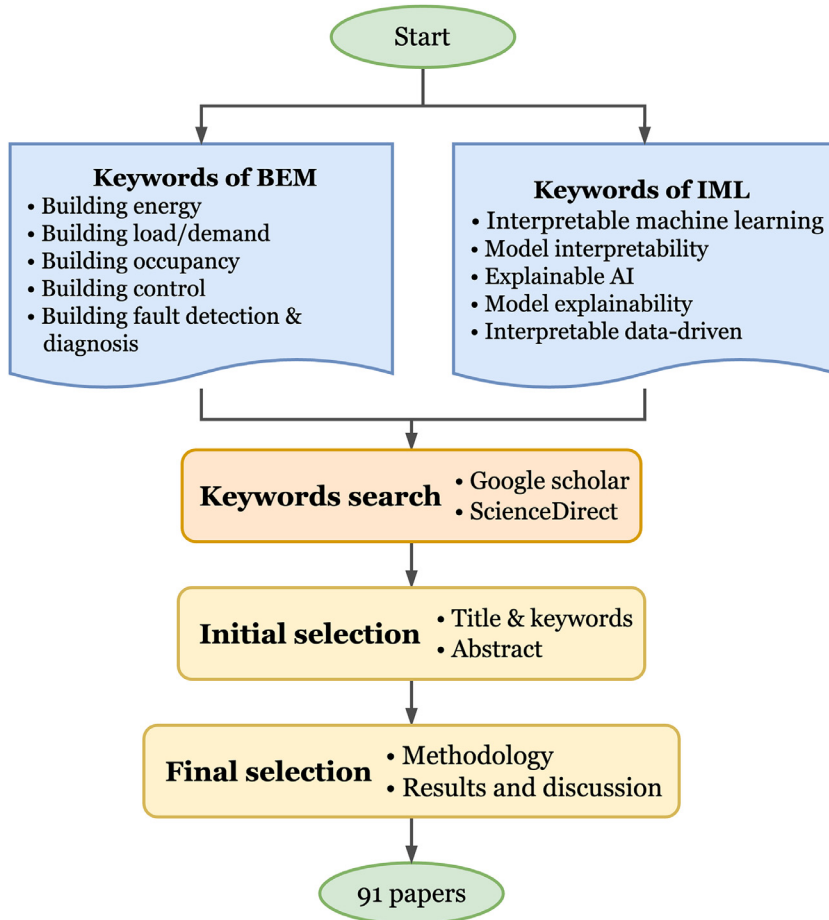 Start
Keywords of BEM
• Building energy
• Building load/demand
• Building occupancy
• Building control
• Building fault detection &
diagnosis
Keywords of IML
• Interpretable machine learning
• Model interpretability
• Explainable AI
• Model explainability
• Interpretable data-driven
Keywords search
• Google scholar
• ScienceDirect
Initial selection
• Title & keywords
• Abstract
Final selection
• Methodology
• Results and discussion
91 papers